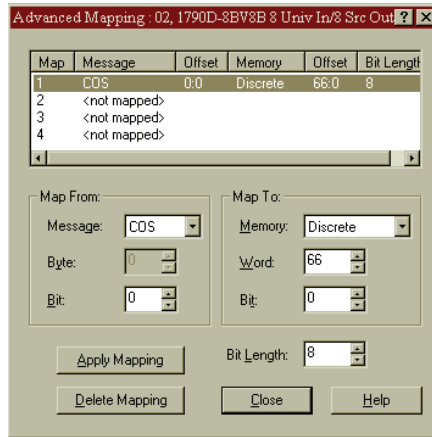 Advanced Mapping : 02, 1790D-8BV8B 8 Univ In/8 Src Out
Map Message Offset Memory Offset Bit Length
1 COS 0:0 Discrete 66:0 8
2 <not mapped>
3 <not mapped>
4 <not mapped>
Map From: Map To:
Message: COS Memory: Discrete
Byte: 0 Word: 66
Bit: 0 Bit: 0
Apply Mapping Bit Length: 8
Delete Mapping Close Help